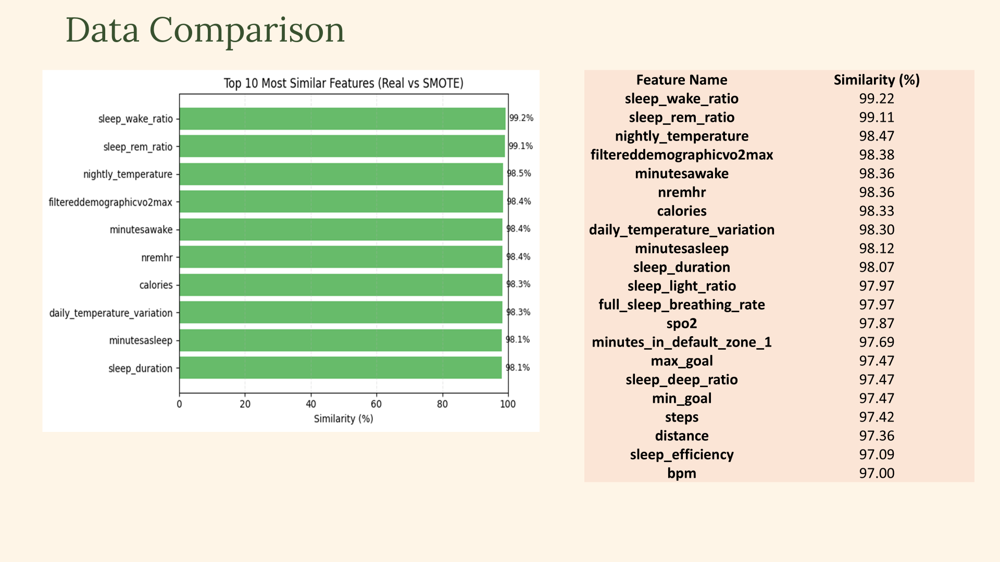 Data Comparison
Top 10 Most Similar Features (Real vs SMOTE)
sleep_wake_ratio 99.2%
sleep_rem_ratio 99.1%
nightly_temperature 98.5%
filtereddemographicvo2max 98.4%
minutesawake 98.4%
nremhr 98.4%
calories 98.3%
daily_temperature_variation 98.3%
minutesasleep 98.1%
sleep_duration 98.1%
0 20 40 60 80 100
Similarity (%)
Feature Name Similarity (%)
sleep_wake_ratio 99.22
sleep_rem_ratio 99.11
nightly_temperature 98.47
filtereddemographicvo2max 98.38
minutesawake 98.36
nremhr 98.36
calories 98.33
daily_temperature_variation 98.30
minutesasleep 98.12
sleep_duration 98.07
sleep_light_ratio 97.97
full_sleep_breathing_rate 97.97
spo2 97.87
minutes_in_default_zone_1 97.69
max_goal 97.47
sleep_deep_ratio 97.47
min_goal 97.47
steps 97.42
distance 97.36
sleep_efficiency 97.09
bpm 97.00